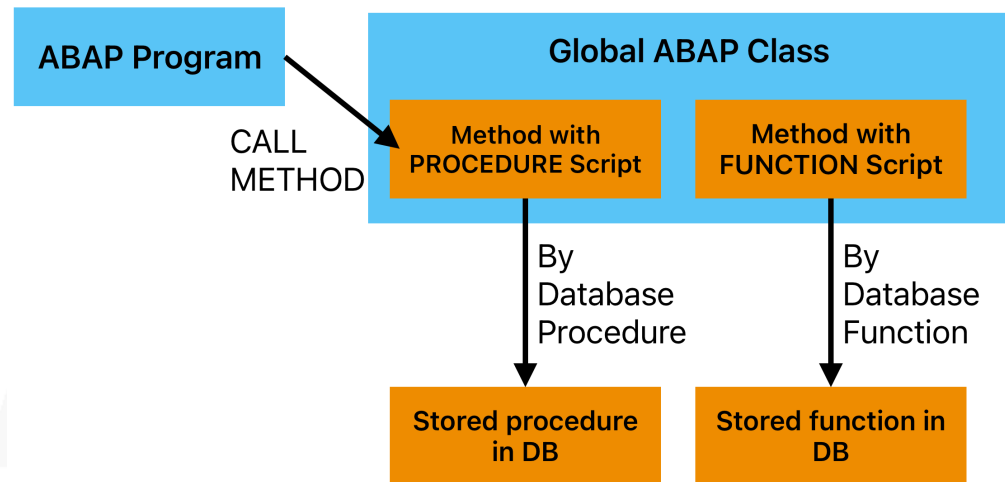 ABAP Program
Global ABAP Class
CALL
METHOD
Method with
PROCEDURE Script
Method with
FUNCTION Script
By
Database
Procedure
By
Database
Function
Stored procedure
in DB
Stored function in
DB